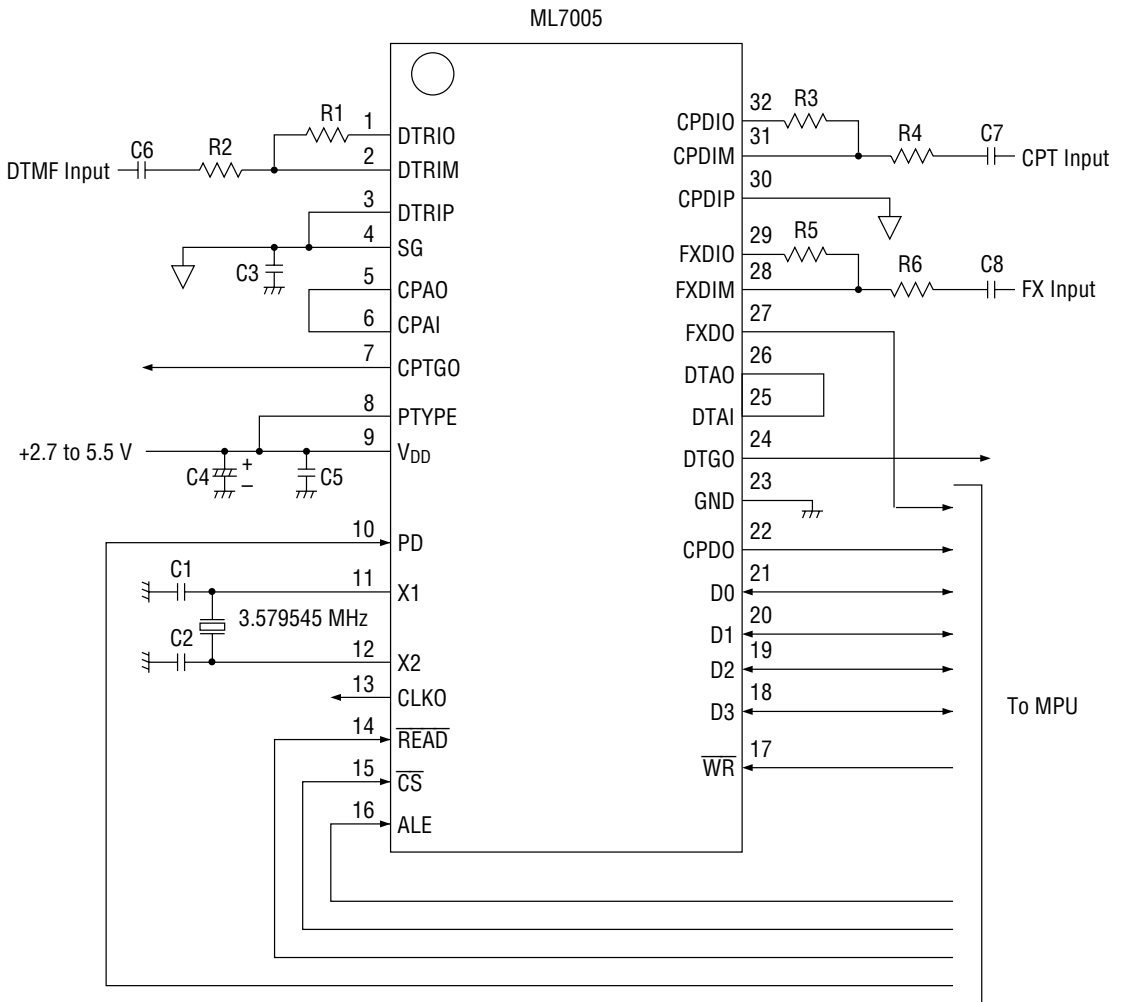 ML7005
DTMF Input
C6
R2
R1
1
DTRIO
2
DTRIM
3
DTRIP
4
SG
C3
5
CPAO
6
CPAI
7
CPTGO
8
PTYPE
+2.7 to 5.5 V
9
VDD
C4
+
–
C5
10
PD
C1
11
X1
3.579545 MHz
C2
12
X2
13
CLKO
14
READ
15
CS
16
ALE
32
CPDIO
R3
31
CPDIM
R4
C7
CPT Input
30
CPDIP
29
FXDIO
R5
28
FXDIM
R6
C8
FX Input
27
FXDO
26
DTAO
25
DTAI
24
DTGO
23
GND
22
CPDO
21
D0
20
D1
19
D2
18
D3
17
WR
To MPU